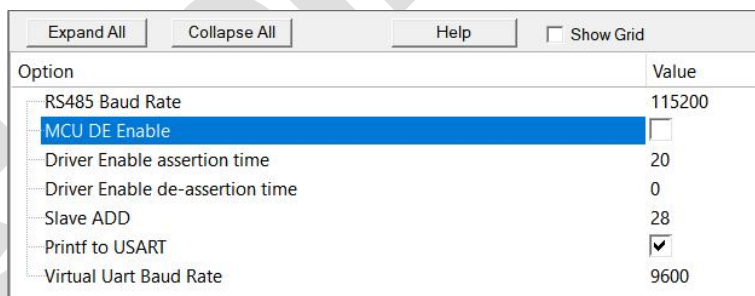 Expand All Collapse All Help Show Grid
Option Value
RS485 Baud Rate 115200
MCU DE Enable
Driver Enable assertion time 20
Driver Enable de-assertion time 0
Slave ADD 28
Printf to USART
Virtual Uart Baud Rate 9600